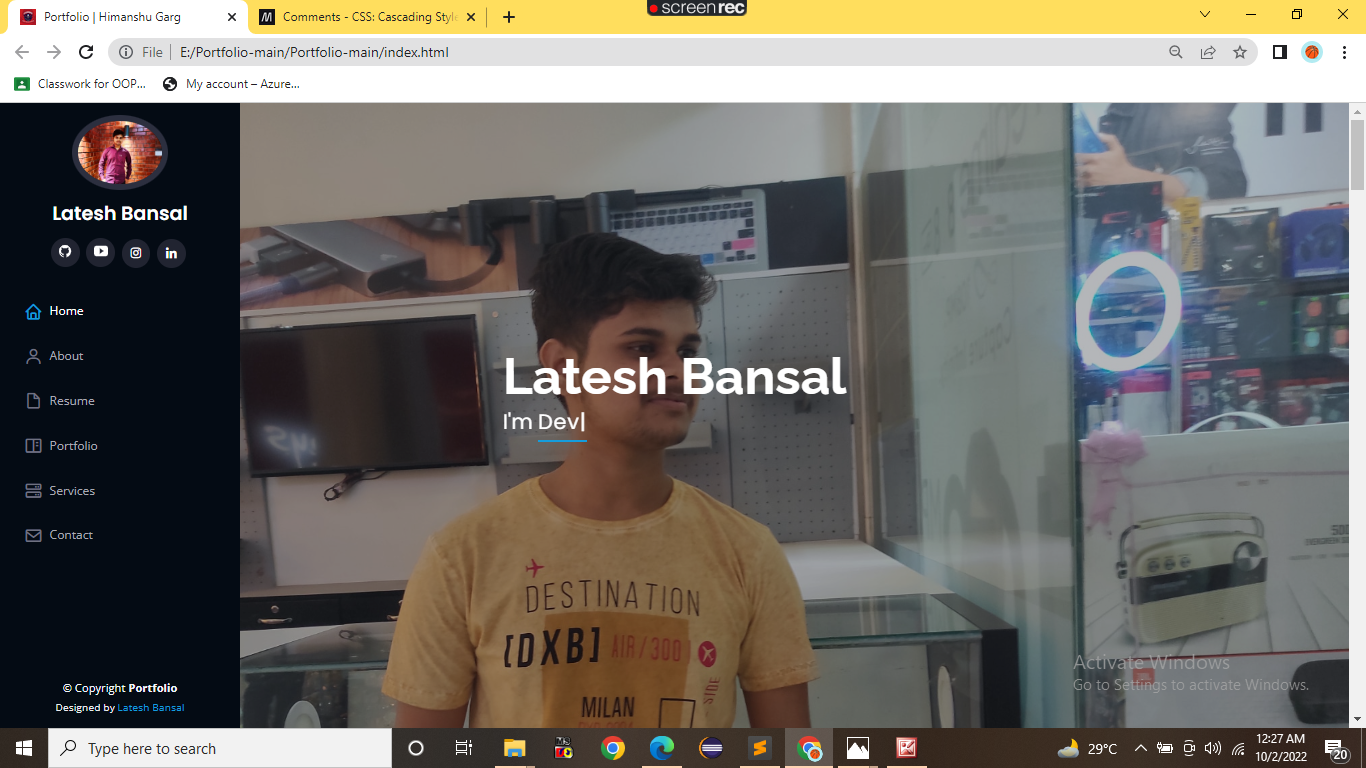 screenrec
Portfolio | Himanshu Garg
Comments - CSS: Cascading Style
File
E:/Portfolio-main/Portfolio-main/index.html
Classwork for OOP...
My account – Azure...
Latesh Bansal
in
Home
About
Resume
Portfolio
Services
Contact
© Copyright Portfolio
Designed by Latesh Bansal
Latesh Bansal
I'm Dev|
DESTINATION
[DXB] AIR/300
SIDE
MILAN
Activate Windows
Go to Settings to activate Windows.
Type here to search
29°C
12:27 AM
10/2/2022
20